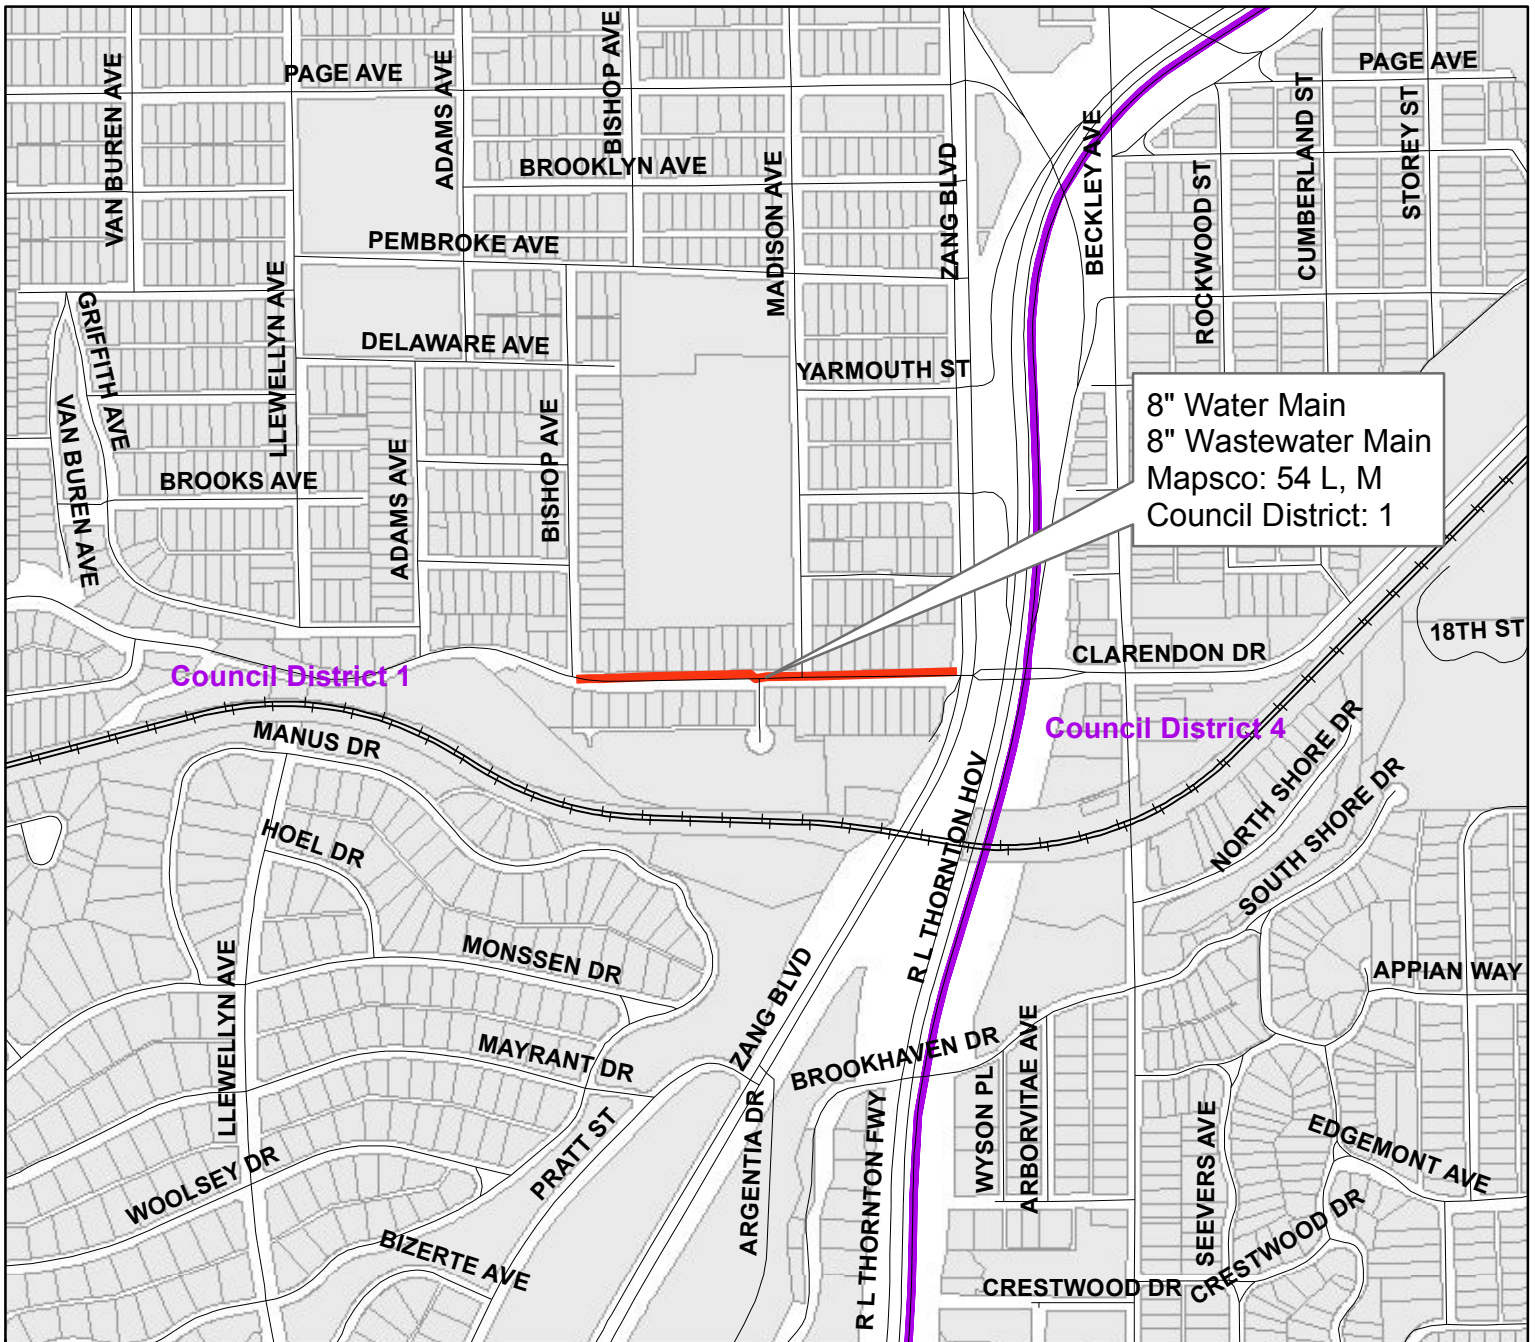 PAGE AVE
PAGE AVE
VAN BUREN AVE
ADAMS AVE
BISHOP AVE
BROOKLYN AVE
MADISON AVE
ZANG BLVD
BECKLEY AVE
ROCKWOOD ST
CUMBERLAND ST
STOREY ST
PEMBROKE AVE
LLEWELLYN AVE
GRIFFITH AVE
DELAWARE AVE
YARMOUTH ST
VAN BUREN AVE
BROOKS AVE
ADAMS AVE
BISHOP AVE
8" Water Main
8" Wastewater Main
Mapsco: 54 L, M
Council District: 1
18TH ST
CLARENDON DR
Council District 1
Council District 4
MANUS DR
HOEL DR
R L THORNTON HOV
NORTH SHORE DR
SOUTH SHORE DR
MONSSEN DR
LLEWELLYN AVE
ZANG BLVD
APPIAN WAY
MAYRANT DR
BROOKHAVEN DR
WYSON PL
ARBORVITAE AVE
PRATT ST
ARGENTIA DR
R L THORNTON FWY
SEEVERS AVE
EDGEMONT AVE
WOOLSEY DR
BIZERTE AVE
CRESTWOOD DR
CRESTWOOD DR